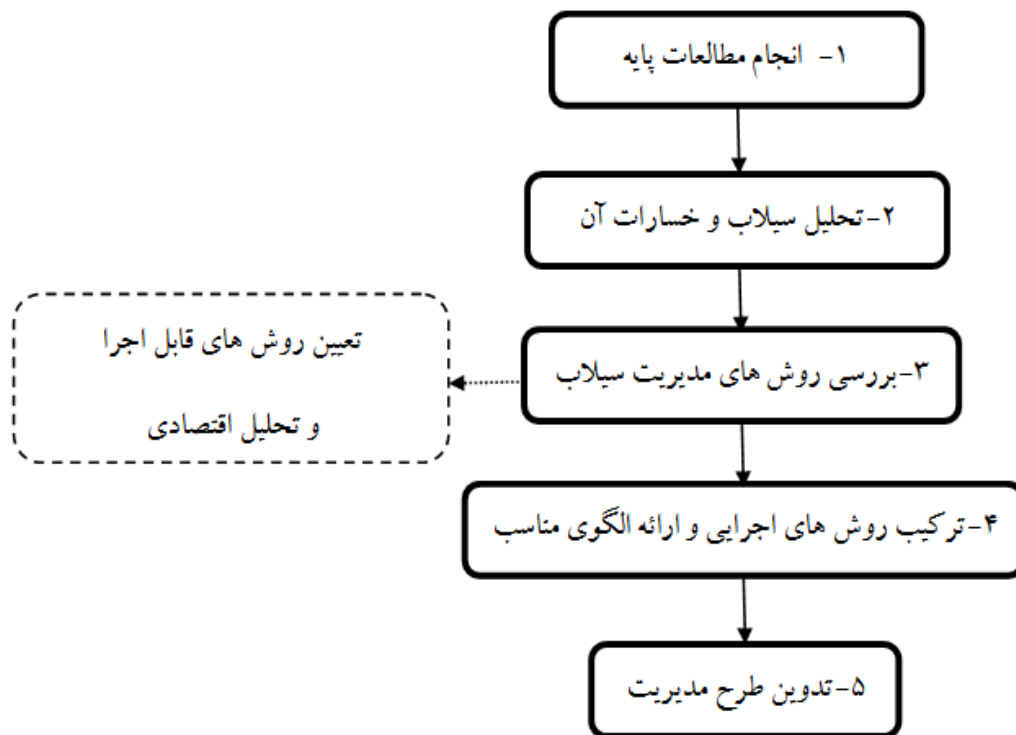 ۱- انجام مطالعات پایه
۲-تحلیل سیلاب و خسارات آن
۳-بررسی روش های مدیریت سیلاب
تعیین روش های قابل اجرا
و تحلیل اقتصادی
۴-ترکیب روش های اجرایی و ارائه الگوی مناسب
۵-تدوین طرح مدیریت